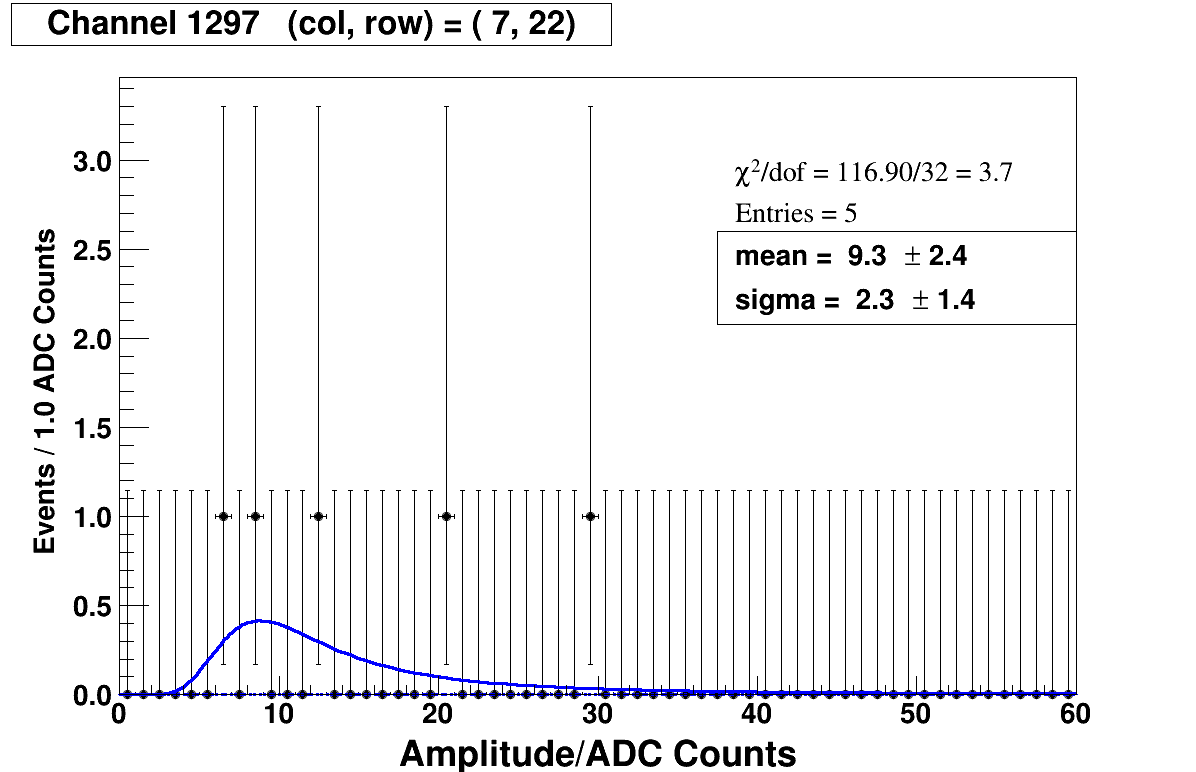 Channel 1297 (col, row) = ( 7, 22)
χ²/dof = 116.90/32 = 3.7
Entries = 5
mean = 9.3 ± 2.4
sigma = 2.3 ± 1.4
Events / 1.0 ADC Counts
3.0
2.5
2.0
1.5
1.0
0.5
0.0
0 10 20 30 40 50 60
Amplitude/ADC Counts